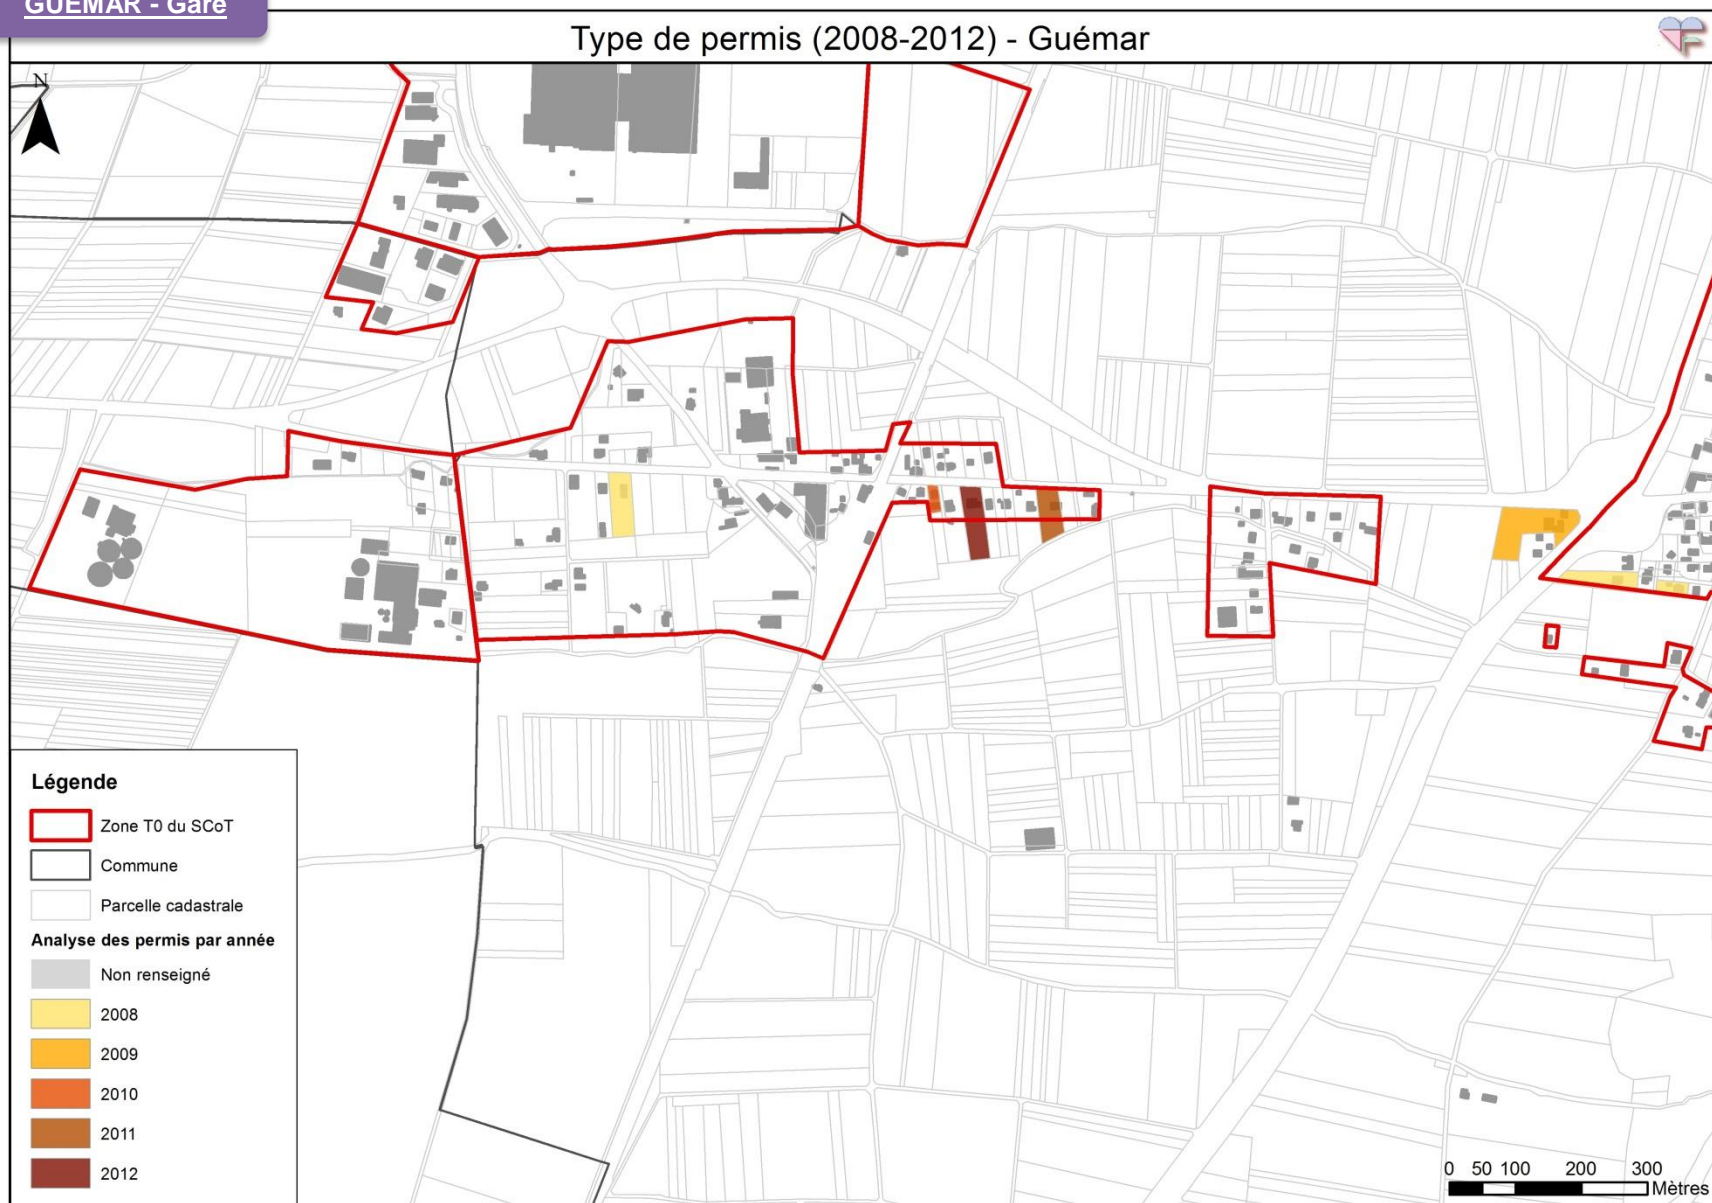 GUEMAR - Gare
Type de permis (2008-2012) - Guémar
N
Légende
Zone T0 du SCoT
Commune
Parcelle cadastrale
Analyse des permis par année
Non renseigné
2008
2009
2010
2011
2012
0 50 100 200 300
Mètres